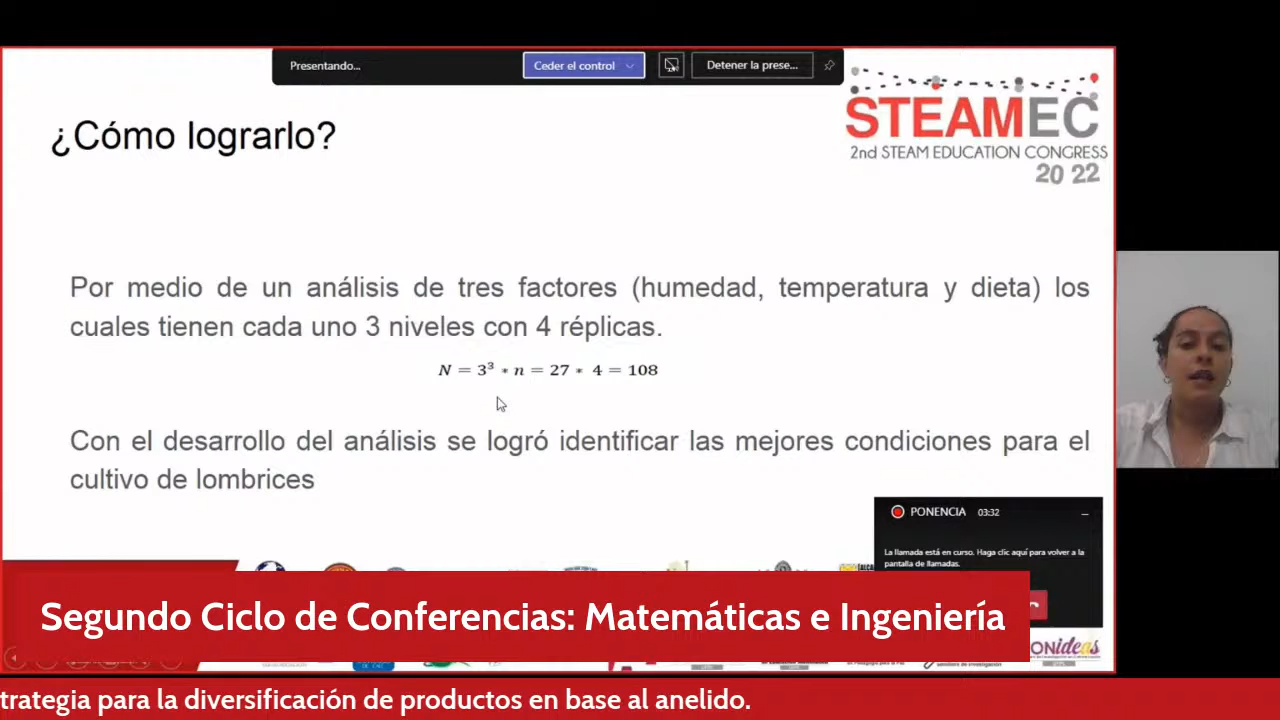 Presentando...
Ceder el control
Detener la prese...
STEAMEC
2nd STEAM EDUCATION CONGRESS
20 22
¿Cómo lograrlo?
Por medio de un análisis de tres factores (humedad, temperatura y dieta) los
cuales tienen cada uno 3 niveles con 4 réplicas.
N = 3³ * n = 27 * 4 = 108
Con el desarrollo del análisis se logró identificar las mejores condiciones para el
cultivo de lombrices
PONENCIA 03:32
La llamada está en curso. Haga clic aquí para volver a la
pantalla de llamadas.
Segundo Ciclo de Conferencias: Matemáticas e Ingeniería
ONideas
trategia para la diversificación de productos en base al anelido.